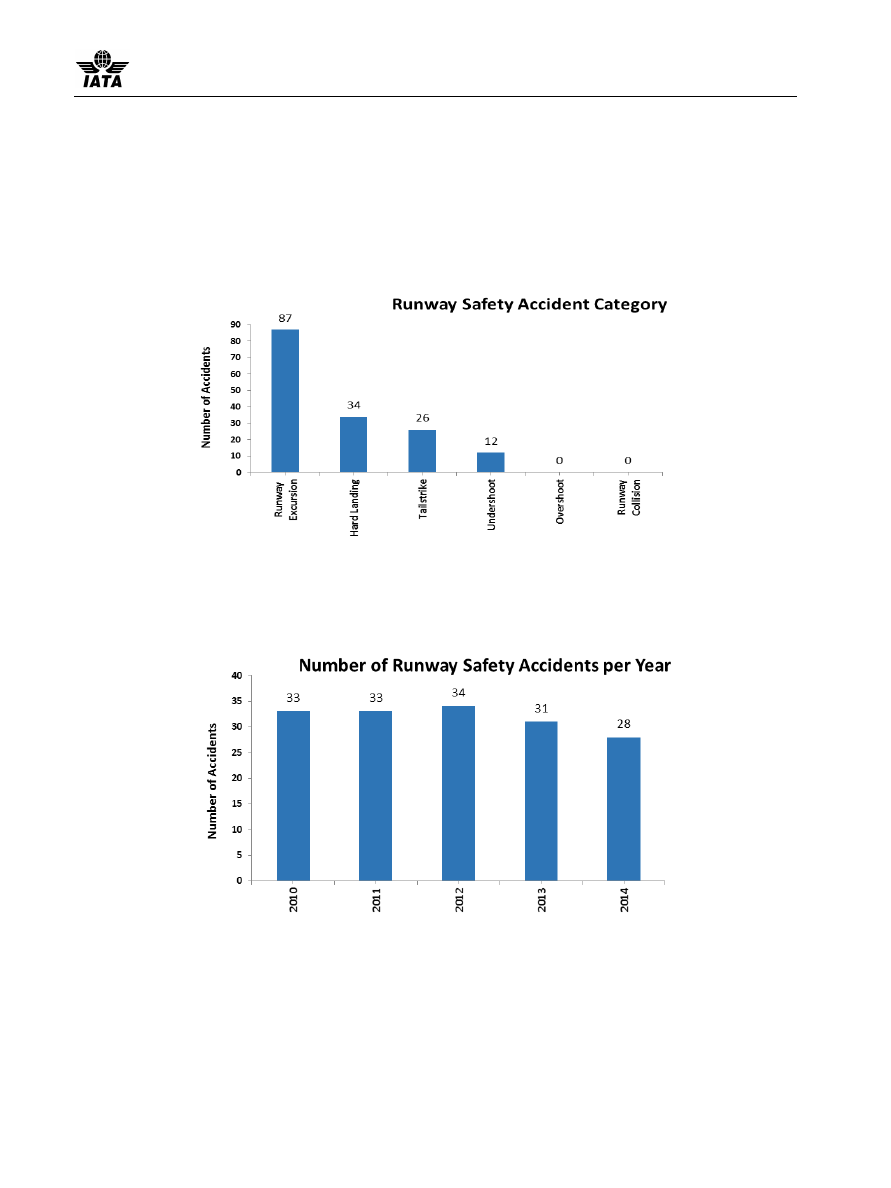 IATA
Runway Safety Accident Category
Number of Accidents
90
80
70
60
50
40
30
20
10
0
87
34
26
12
0
0
Runway
Excursion
Hard Landing
Tailstrike
Undershoot
Overshoot
Runway
Collision
Number of Runway Safety Accidents per Year
Number of Accidents
40
35
30
25
20
15
10
5
0
33
33
34
31
28
2010
2011
2012
2013
2014